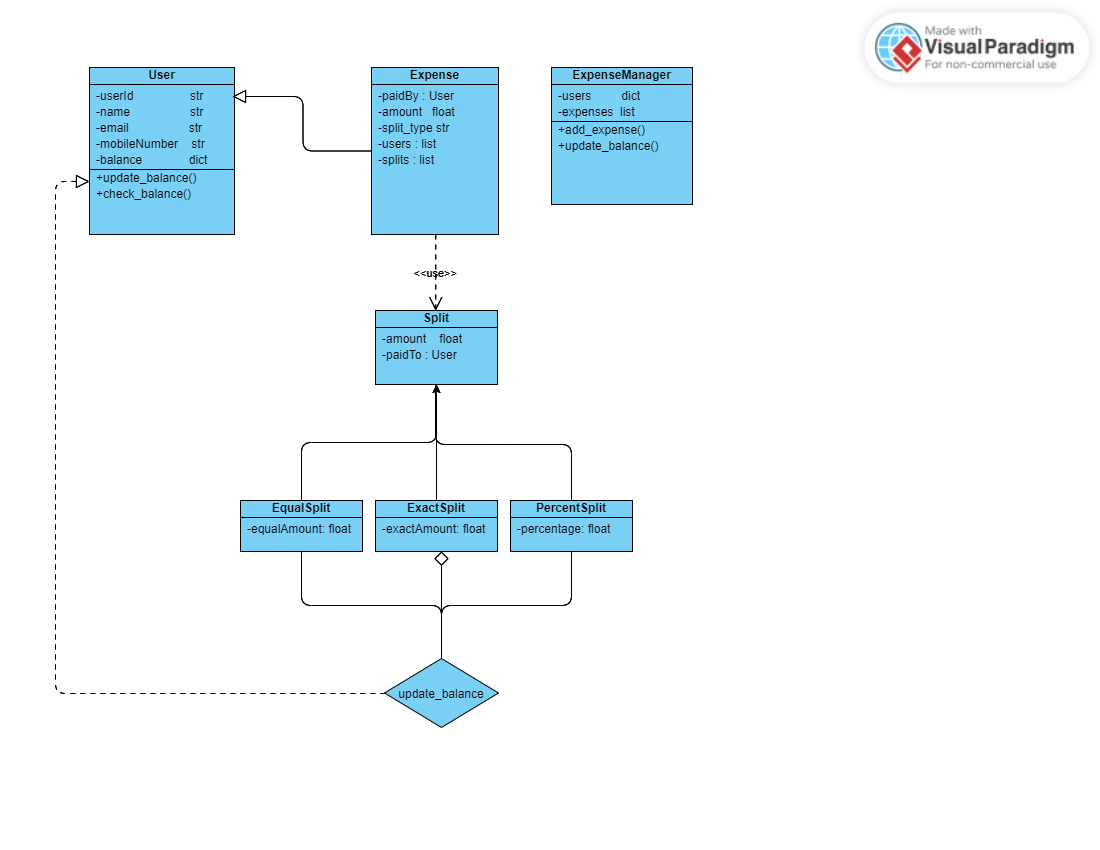 Made with
Visual Paradigm
For non-commercial use
User
-userId str
-name str
-email str
-mobileNumber str
-balance dict
+update_balance()
+check_balance()
Expense
-paidBy : User
-amount float
-split_type str
-users : list
-splits : list
ExpenseManager
-users dict
-expenses list
+add_expense()
+update_balance()
<<use>>
Split
-amount float
-paidTo : User
EqualSplit
-equalAmount: float
ExactSplit
-exactAmount: float
PercentSplit
-percentage: float
update_balance